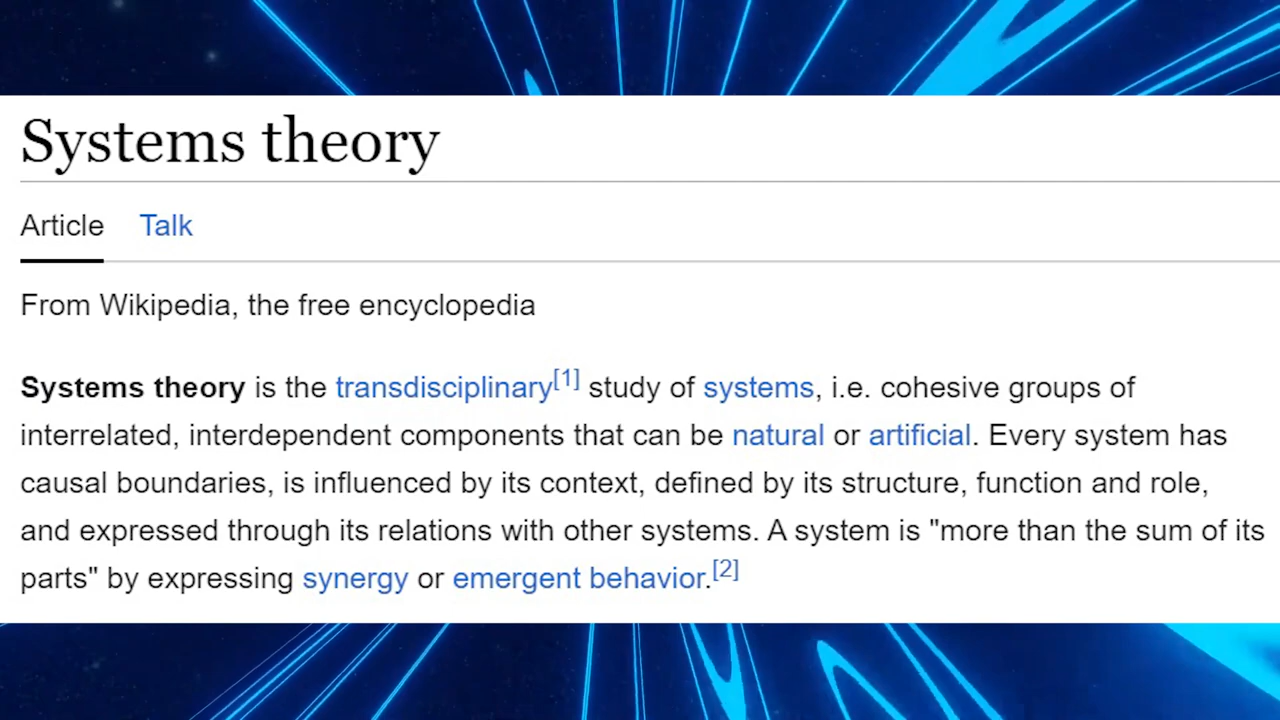 Systems theory
Article Talk
From Wikipedia, the free encyclopedia
Systems theory is the transdisciplinary[1] study of systems, i.e. cohesive groups of
interrelated, interdependent components that can be natural or artificial. Every system has
causal boundaries, is influenced by its context, defined by its structure, function and role,
and expressed through its relations with other systems. A system is "more than the sum of its
parts" by expressing synergy or emergent behavior.[2]